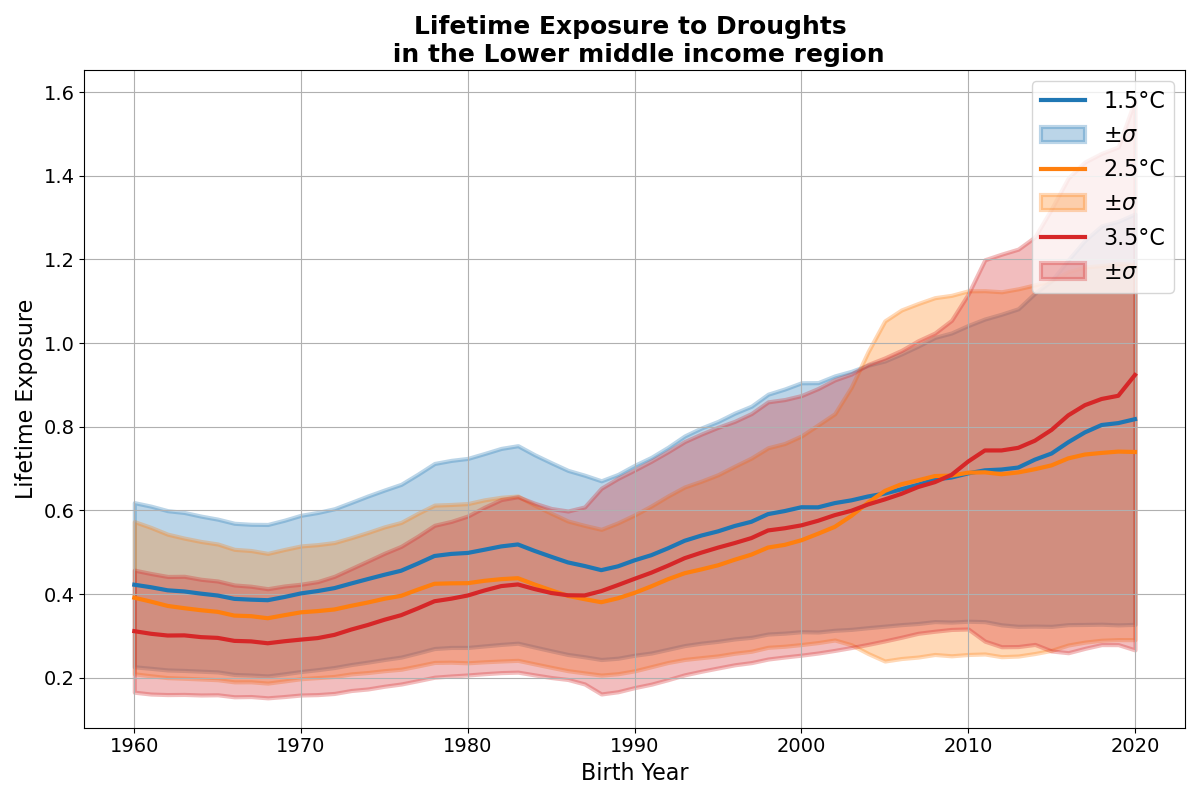 Lifetime Exposure to Droughts
in the Lower middle income region
1.6
1.4
1.2
1.0
0.8
0.6
0.4
0.2
Lifetime Exposure
1960
1970
1980
1990
2000
2010
2020
Birth Year
1.5°C
±σ
2.5°C
±σ
3.5°C
±σ